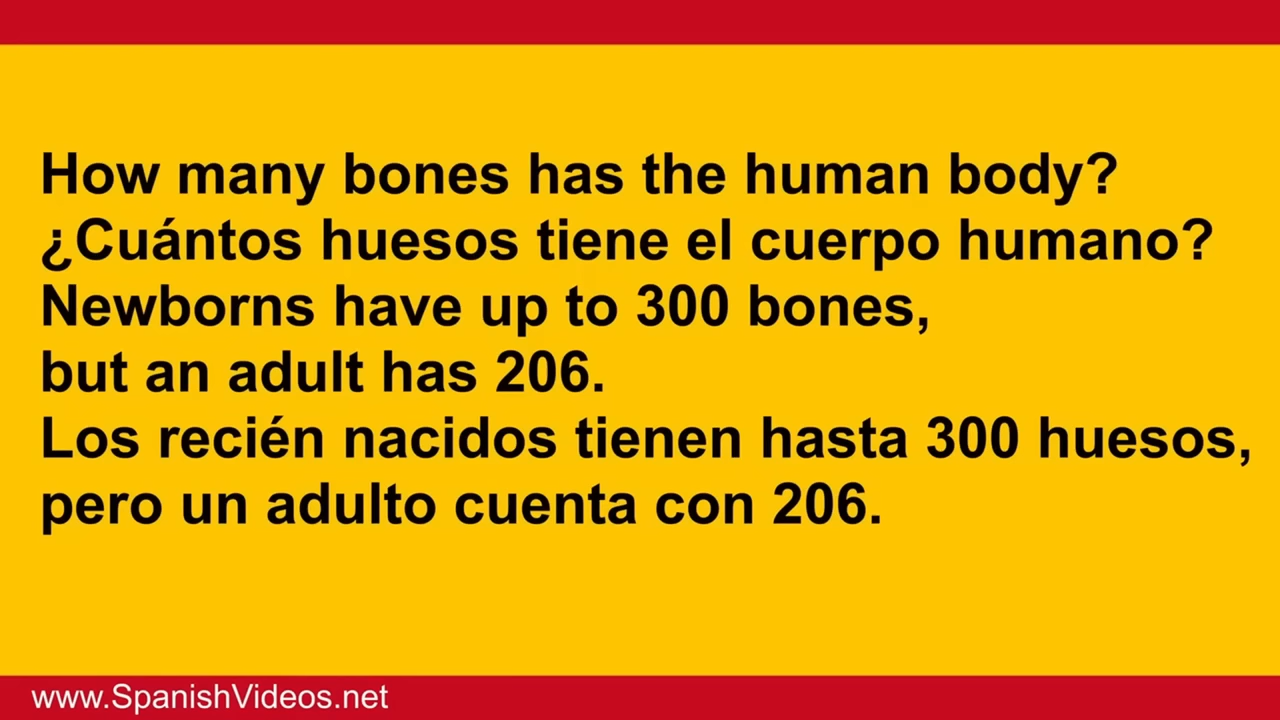 How many bones has the human body?
¿Cuántos huesos tiene el cuerpo humano?
Newborns have up to 300 bones,
but an adult has 206.
Los recién nacidos tienen hasta 300 huesos,
pero un adulto cuenta con 206.
www.SpanishVideos.net